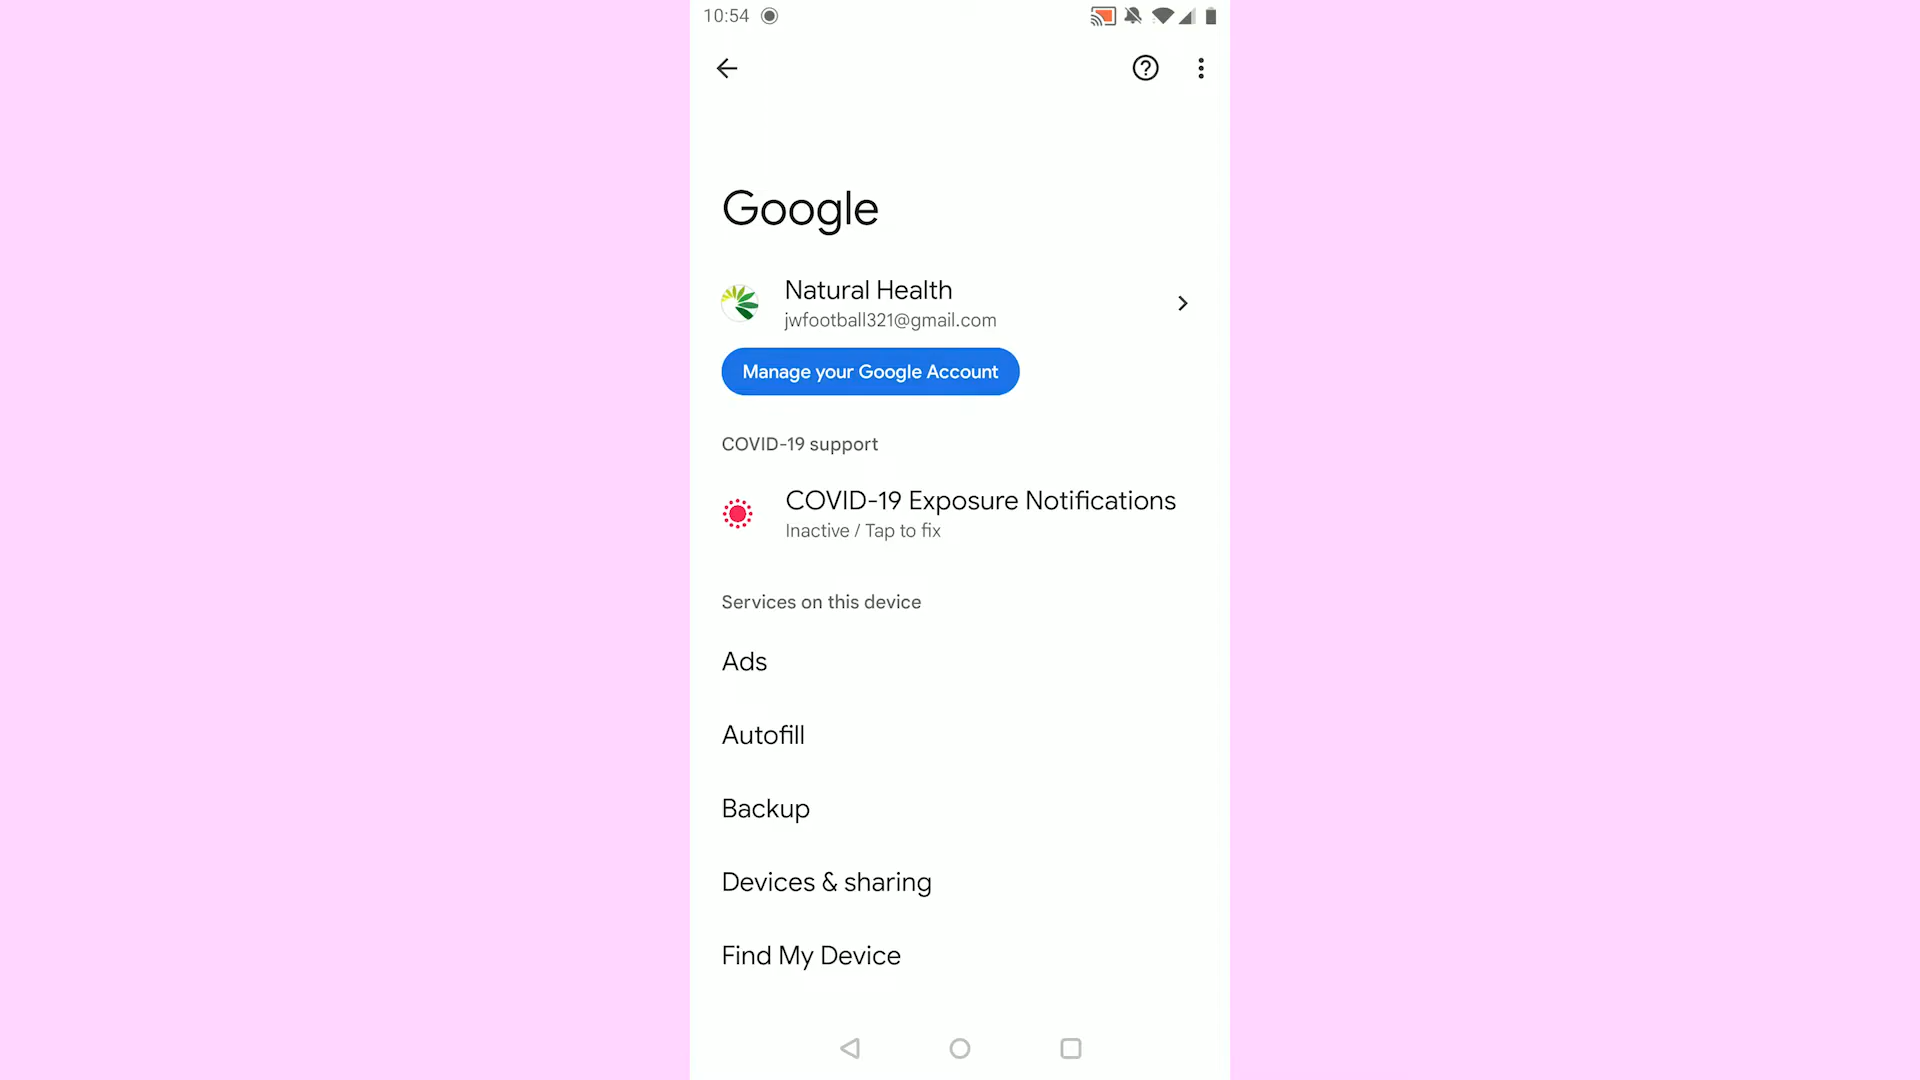 10:54
Google
Natural Health
jwfootball321@gmail.com
Manage your Google Account
COVID-19 support
COVID-19 Exposure Notifications
Inactive / Tap to fix
Services on this device
Ads
Autofill
Backup
Devices & sharing
Find My Device